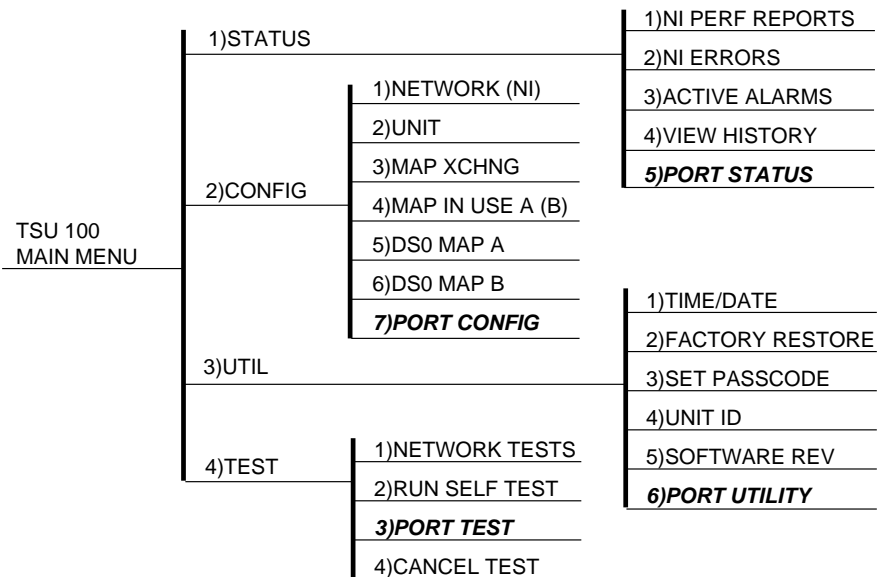 TSU 100
MAIN MENU
1)STATUS
1)NI PERF REPORTS
2)NI ERRORS
3)ACTIVE ALARMS
4)VIEW HISTORY
5)PORT STATUS
2)CONFIG
1)NETWORK (NI)
2)UNIT
3)MAP XCHNG
4)MAP IN USE A (B)
5)DS0 MAP A
6)DS0 MAP B
7)PORT CONFIG
3)UTIL
1)TIME/DATE
2)FACTORY RESTORE
3)SET PASSCODE
4)UNIT ID
5)SOFTWARE REV
6)PORT UTILITY
4)TEST
1)NETWORK TESTS
2)RUN SELF TEST
3)PORT TEST
4)CANCEL TEST